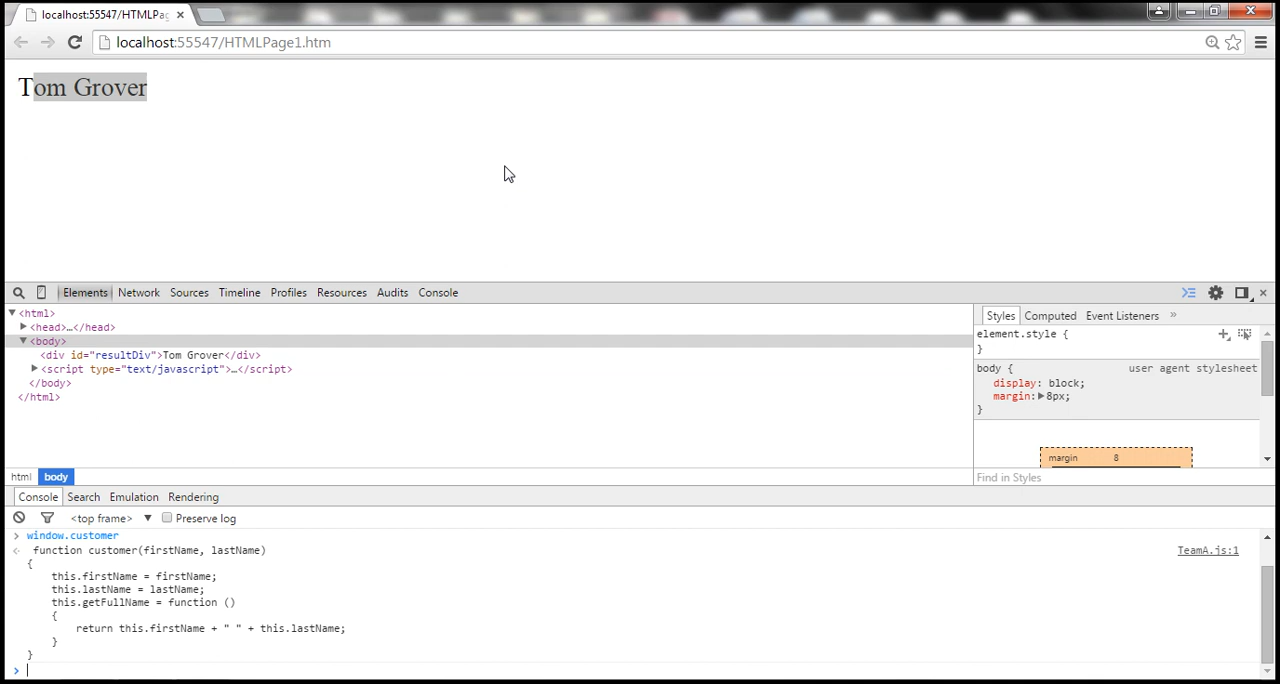 localhost:55547/HTMLPag
localhost:55547/HTMLPage1.htm
Tom Grover
Elements Network Sources Timeline Profiles Resources Audits Console
<html>
<head>…</head>
<body>
<div id="resultDiv">Tom Grover</div>
<script type="text/javascript">…</script>
</body>
</html>
Styles Computed Event Listeners »
element.style {
}
body { user agent stylesheet
display: block;
margin: 8px;
}
margin 8
html body
Find in Styles
Console Search Emulation Rendering
<top frame> Preserve log
> window.customer
function customer(firstName, lastName) TeamA.js:1
{
this.firstName = firstName;
this.lastName = lastName;
this.getFullName = function ()
{
return this.firstName + " " + this.lastName;
}
}
>